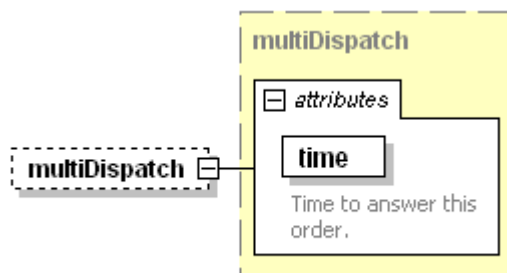 multiDispatch
attributes
multiDispatch
time
Time to answer this
order.